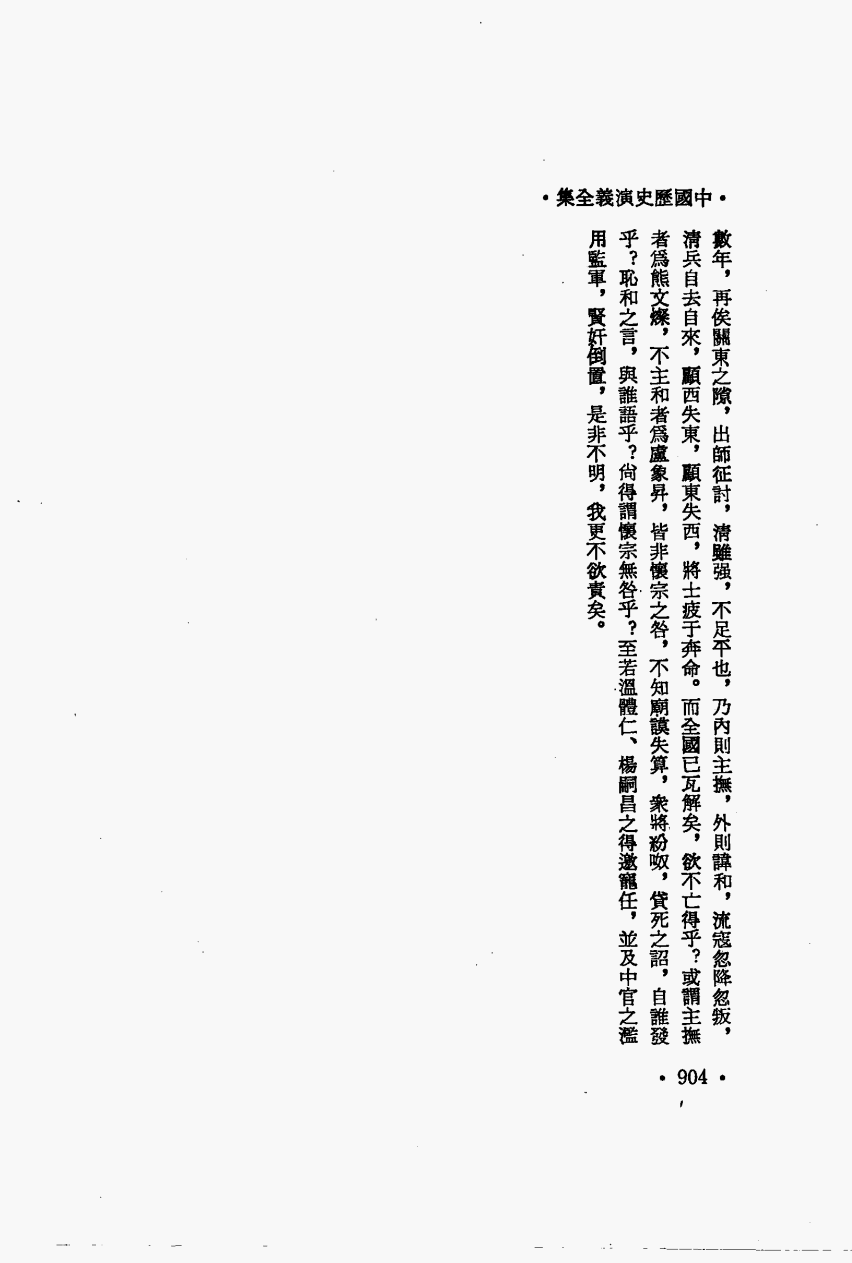 ·中國歷史演義全集·
數年，再俟關東之隙，出師征討，清雖强，不足平也，乃內則主撫，外則諱和，流寇忽降忽叛，
清兵自去自來，顧西失東，顧東失西，將士疲于奔命。而全國已瓦解矣，欲不亡得乎？或謂主撫
者爲熊文燦，不主和者爲盧象昇，皆非懷宗之咎，不知廟謨失算，衆將紛呶，貸死之詔，自誰發
乎？恥和之言，與誰語乎？尙得謂懷宗無咎乎？至若溫體仁、楊嗣昌之得邀寵任，並及中官之濫
用監軍，賢奸倒置，是非不明，我更不欲責矣。
·904·